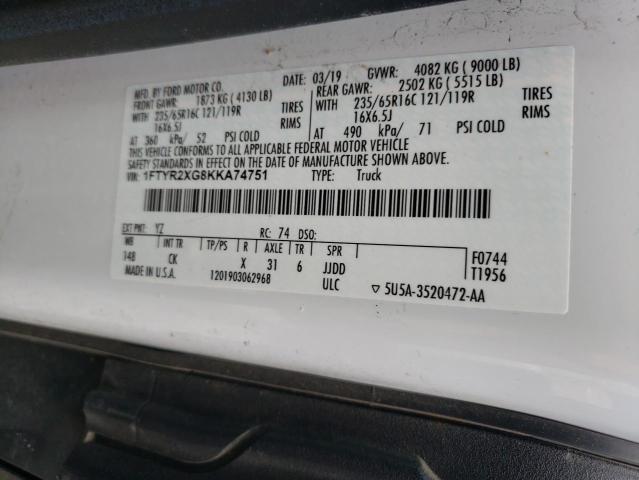 MFD. BY FORD MOTOR CO. DATE: 03/19 GVWR: 4082 KG ( 9000 LB)
FRONT GAWR: 1873 KG ( 4130 LB) REAR GAWR: 2502 KG ( 5515 LB)
WITH 235/65R16C 121/119R TIRES WITH 235/65R16C 121/119R TIRES
16X6.5J RIMS 16X6.5J RIMS
AT 360 kPa/ 52 PSI COLD AT 490 kPa/ 71 PSI COLD
THIS VEHICLE CONFORMS TO ALL APPLICABLE FEDERAL MOTOR VEHICLE
SAFETY STANDARDS IN EFFECT ON THE DATE OF MANUFACTURE SHOWN ABOVE.
VIN: 1FTYR2XG8KKA74751 TYPE: Truck
EXT PNT: YZ RC: 74 DSO:
WB INT TR TP/PS R AXLE TR SPR
148 CK X 31 6 JJDD F0744
MADE IN U.S.A. 1201903062968 ULC T1956
▽ 5U5A-3520472-AA